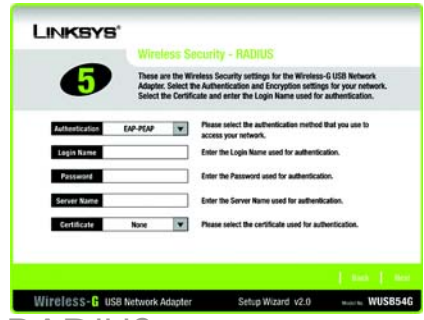 LINKSYS®
Wireless Security - RADIUS
5
These are the Wireless Security settings for the Wireless-G USB Network
Adapter. Select the Authentication and Encryption settings for your network.
Select the Certificate and enter the Login Name used for authentication.
Authentication EAP-PEAP Please select the authentication method that you use to
access your network.
Login Name Enter the Login Name used for authentication.
Password Enter the Password used for authentication.
Server Name Enter the Server Name used for authentication.
Certificate None Please select the certificate used for authentication.
Back | Next
Wireless-G USB Network Adapter Setup Wizard v2.0 Model No. WUSB54G